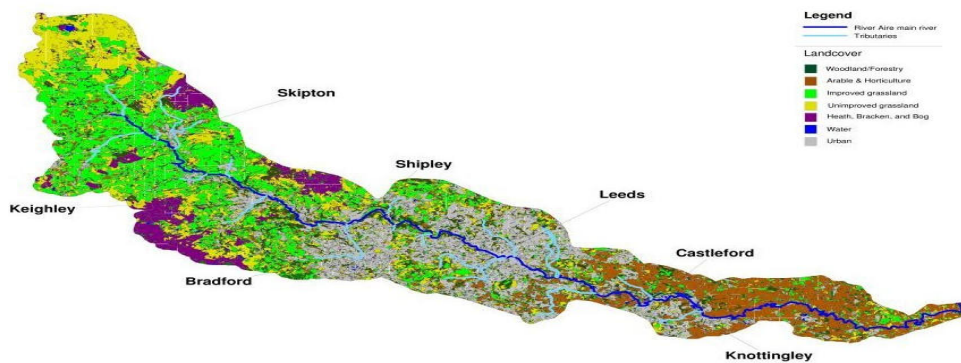 Legend
River Aire main river
Tributaries
Landcover
Woodland/Forestry
Arable & Horticulture
Improved grassland
Unimproved grassland
Heath, Bracken, and Bog
Water
Urban
Skipton
Shipley
Leeds
Keighley
Castleford
Bradford
Knottingley